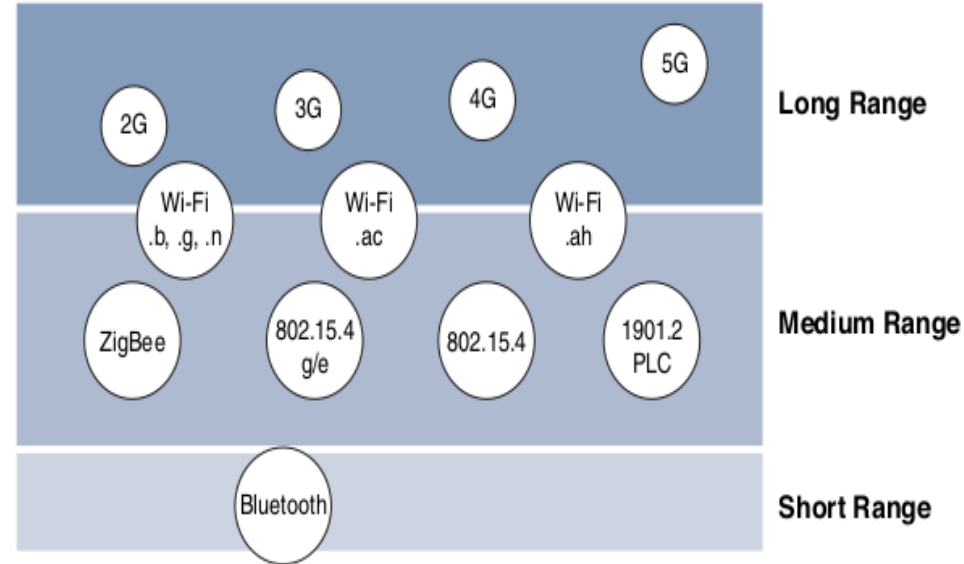 5G
4G
3G
2G
Long Range
Wi-Fi
.b, .g, .n
Wi-Fi
.ac
Wi-Fi
.ah
ZigBee
802.15.4
g/e
802.15.4
1901.2
PLC
Medium Range
Bluetooth
Short Range